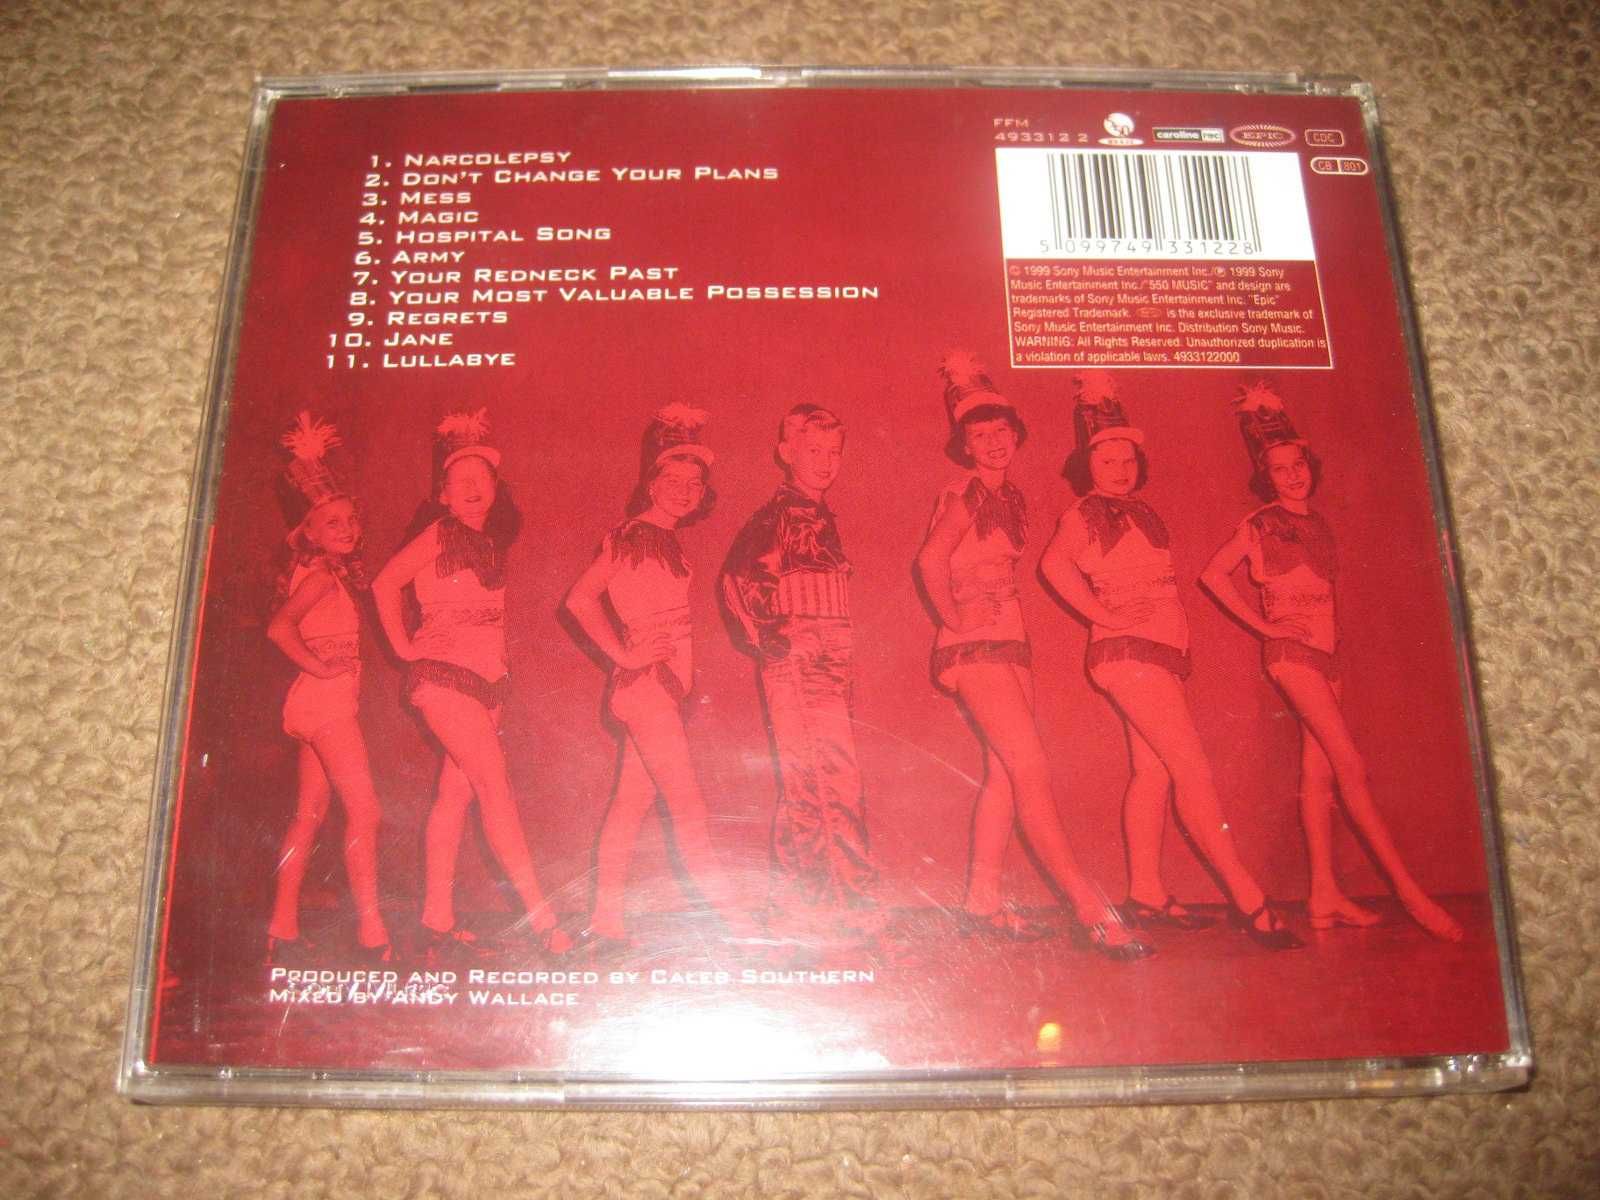 1. Narcolepsy
2. Don't Change Your Plans
3. Mess
4. Magic
5. Hospital Song
6. Army
7. Your Redneck Past
8. Your Most Valuable Possession
9. Regrets
10. Jane
11. Lullabye
FFM
493312 2
caroline rec
EPIC
CDC
CB 801
5 099749 331228
© 1999 Sony Music Entertainment Inc./℗ 1999 Sony
Music Entertainment Inc./"550 MUSIC" and design are
trademarks of Sony Music Entertainment Inc. "Epic"
Registered Trademark. is the exclusive trademark of
Sony Music Entertainment Inc. Distribution Sony Music.
WARNING: All Rights Reserved. Unauthorized duplication is
a violation of applicable laws. 4933122000
Produced and Recorded by Caleb Southern
Mixed by Andy Wallace